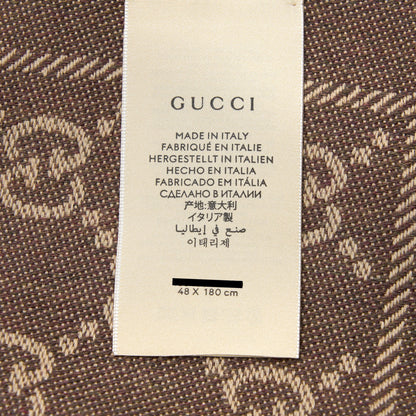 GUCCI
MADE IN ITALY
FABRIQUÉ EN ITALIE
HERGESTELLT IN ITALIEN
HECHO EN ITALIA
FABRICADO EM ITÁLIA
СДЕЛАНО В ИТАЛИИ
产地:意大利
イタリア製
صنع في إيطاليا
이태리제
48 X 180 cm